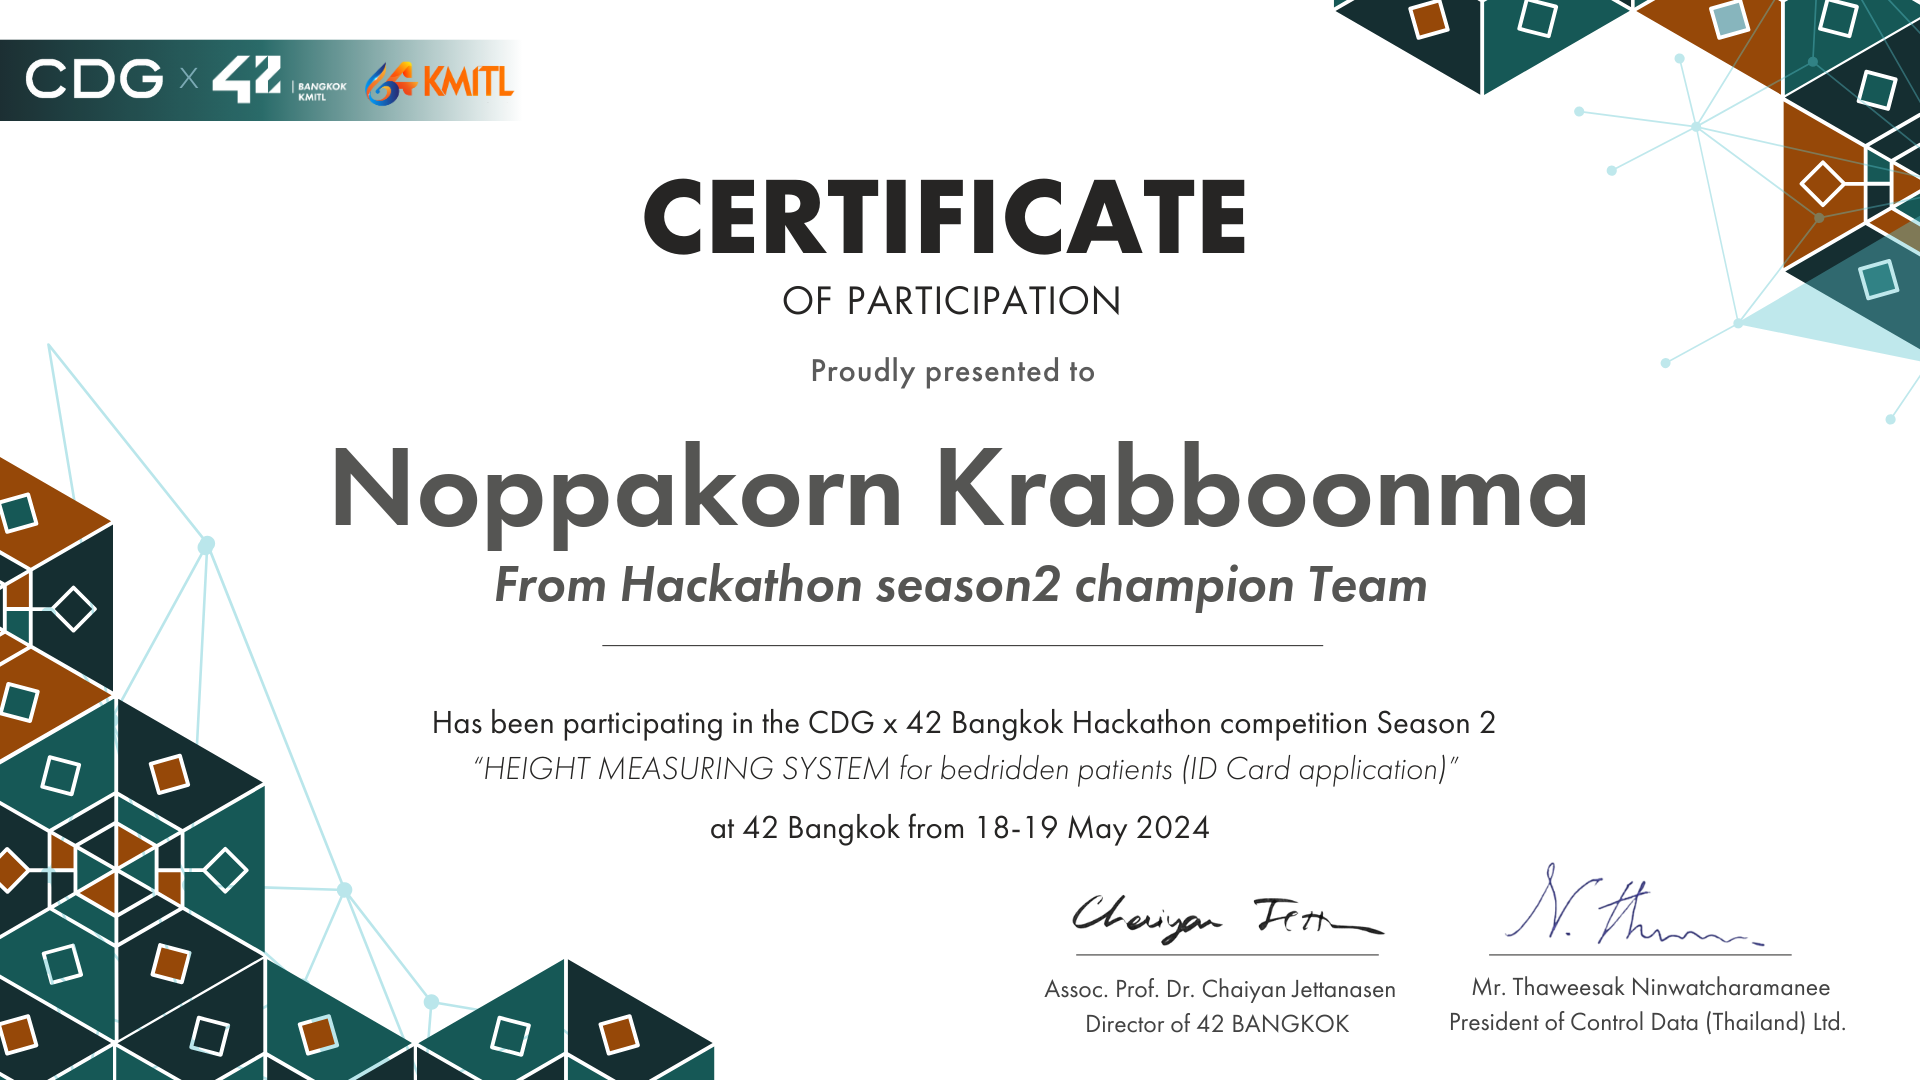 CDG x 42 | BANGKOK KMITL 64 KMITL
CERTIFICATE
OF PARTICIPATION
Proudly presented to
Noppakorn Krabboonma
From Hackathon season2 champion Team
Has been participating in the CDG x 42 Bangkok Hackathon competition Season 2
“HEIGHT MEASURING SYSTEM for bedridden patients (ID Card application)”
at 42 Bangkok from 18-19 May 2024
Chaiyan Jett
N. Th
Assoc. Prof. Dr. Chaiyan Jettanasen
Director of 42 BANGKOK
Mr. Thaweesak Ninwatcharamanee
President of Control Data (Thailand) Ltd.